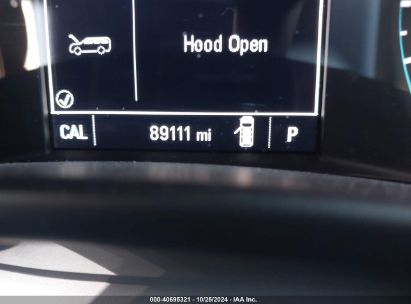 Hood Open
CAL 89111 mi P
000-40695321 | 10/25/2024 | IAA Inc.